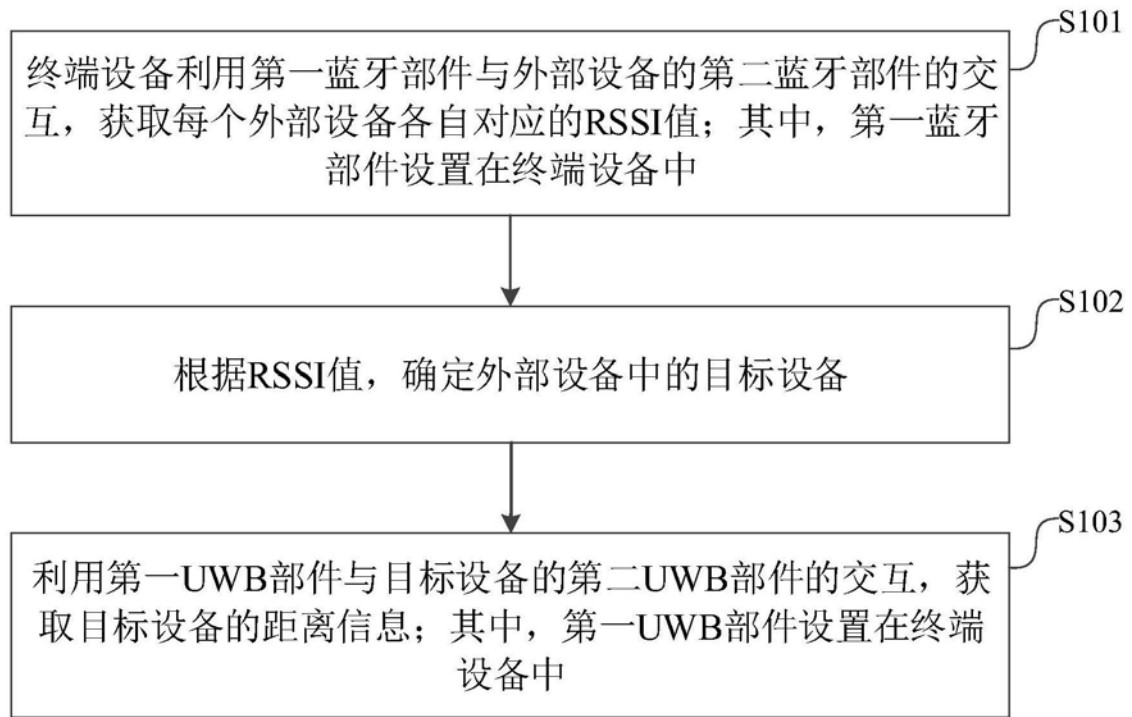 S101
终端设备利用第一蓝牙部件与外部设备的第二蓝牙部件的交
互，获取每个外部设备各自对应的RSSI值；其中，第一蓝牙
部件设置在终端设备中
S102
根据RSSI值，确定外部设备中的目标设备
S103
利用第一UWB部件与目标设备的第二UWB部件的交互，获
取目标设备的距离信息；其中，第一UWB部件设置在终端
设备中